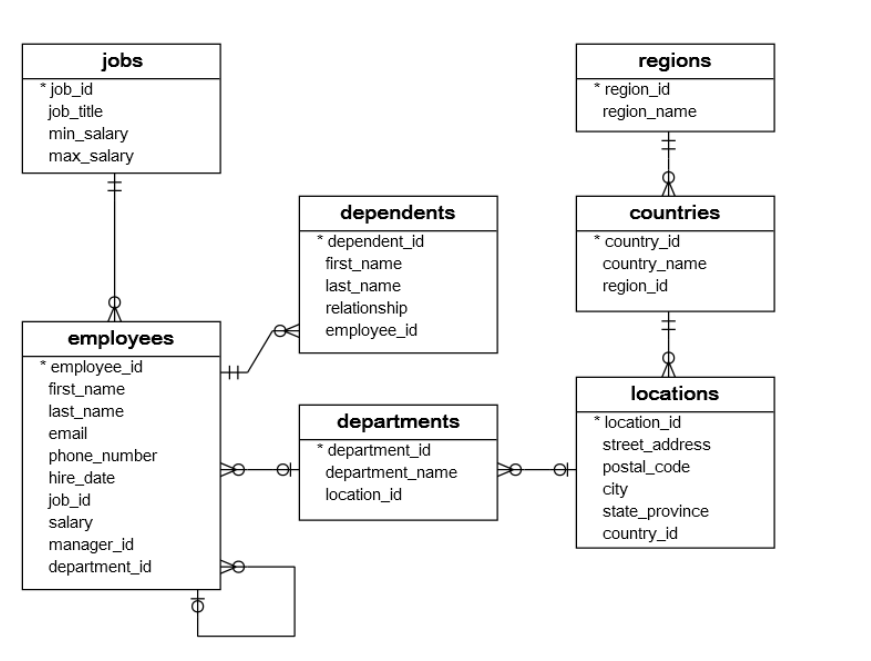 jobs
* job_id
job_title
min_salary
max_salary
regions
* region_id
region_name
dependents
* dependent_id
first_name
last_name
relationship
employee_id
countries
* country_id
country_name
region_id
employees
* employee_id
first_name
last_name
email
phone_number
hire_date
job_id
salary
manager_id
department_id
departments
* department_id
department_name
location_id
locations
* location_id
street_address
postal_code
city
state_province
country_id